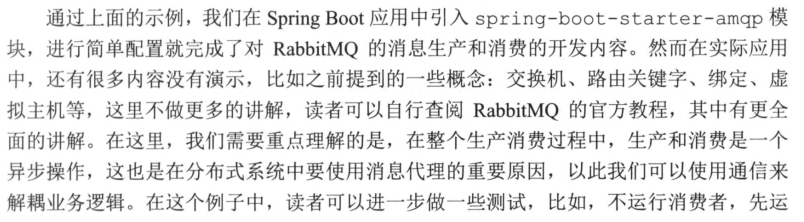 通过上面的示例，我们在 Spring Boot 应用中引入 spring-boot-starter-amqp 模
块，进行简单配置就完成了对 RabbitMQ 的消息生产和消费的开发内容。然而在实际应用
中，还有很多内容没有演示，比如之前提到的一些概念：交换机、路由关键字、绑定、虚
拟主机等，这里不做更多的讲解，读者可以自行查阅 RabbitMQ 的官方教程，其中有更全
面的讲解。在这里，我们需要重点理解的是，在整个生产消费过程中，生产和消费是一个
异步操作，这也是在分布式系统中要使用消息代理的重要原因，以此我们可以使用通信来
解耦业务逻辑。在这个例子中，读者可以进一步做一些测试，比如，不运行消费者，先运